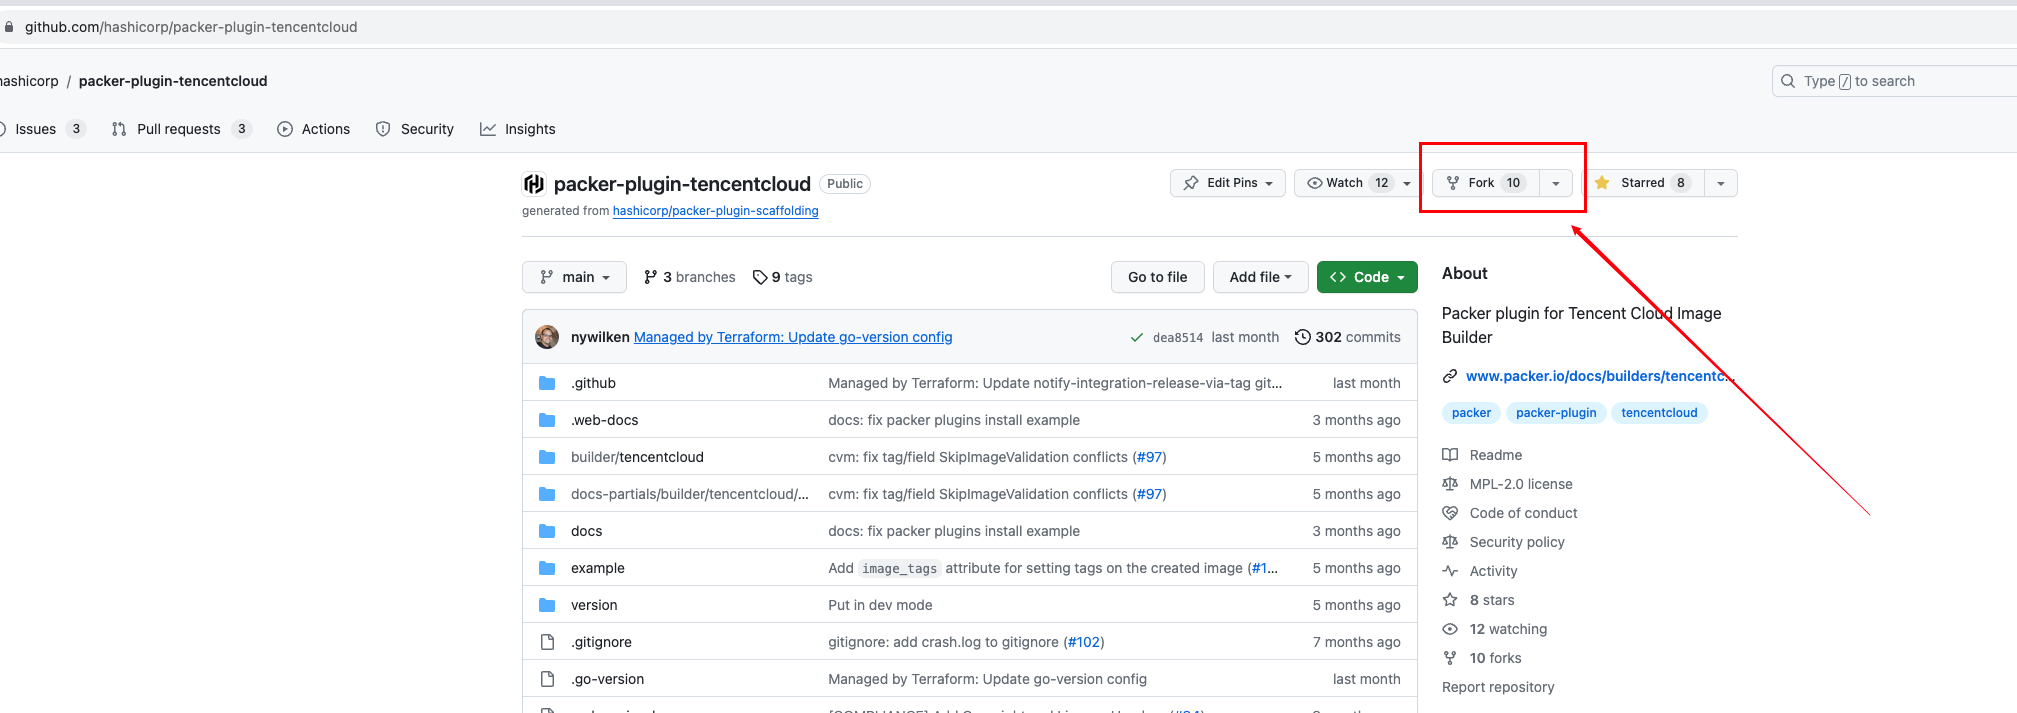 github.com/hashicorp/packer-plugin-tencentcloud
hashicorp / packer-plugin-tencentcloud
Type / to search
Issues 3 Pull requests 3 Actions Security Insights
packer-plugin-tencentcloud Public
Edit Pins Watch 12 Fork 10 Starred 8
generated from hashicorp/packer-plugin-scaffolding
main 3 branches 9 tags Go to file Add file Code
nywilken Managed by Terraform: Update go-version config dea8514 last month 302 commits
.github Managed by Terraform: Update notify-integration-release-via-tag git... last month
.web-docs docs: fix packer plugins install example 3 months ago
builder/tencentcloud cvm: fix tag/field SkipImageValidation conflicts (#97) 5 months ago
docs-partials/builder/tencentcloud/... cvm: fix tag/field SkipImageValidation conflicts (#97) 5 months ago
docs docs: fix packer plugins install example 3 months ago
example Add image_tags attribute for setting tags on the created image (#1... 5 months ago
version Put in dev mode 5 months ago
.gitignore gitignore: add crash.log to gitignore (#102) 7 months ago
.go-version Managed by Terraform: Update go-version config last month
About
Packer plugin for Tencent Cloud Image
Builder
www.packer.io/docs/builders/tencentc...
packer packer-plugin tencentcloud
Readme
MPL-2.0 license
Code of conduct
Security policy
Activity
8 stars
12 watching
10 forks
Report repository